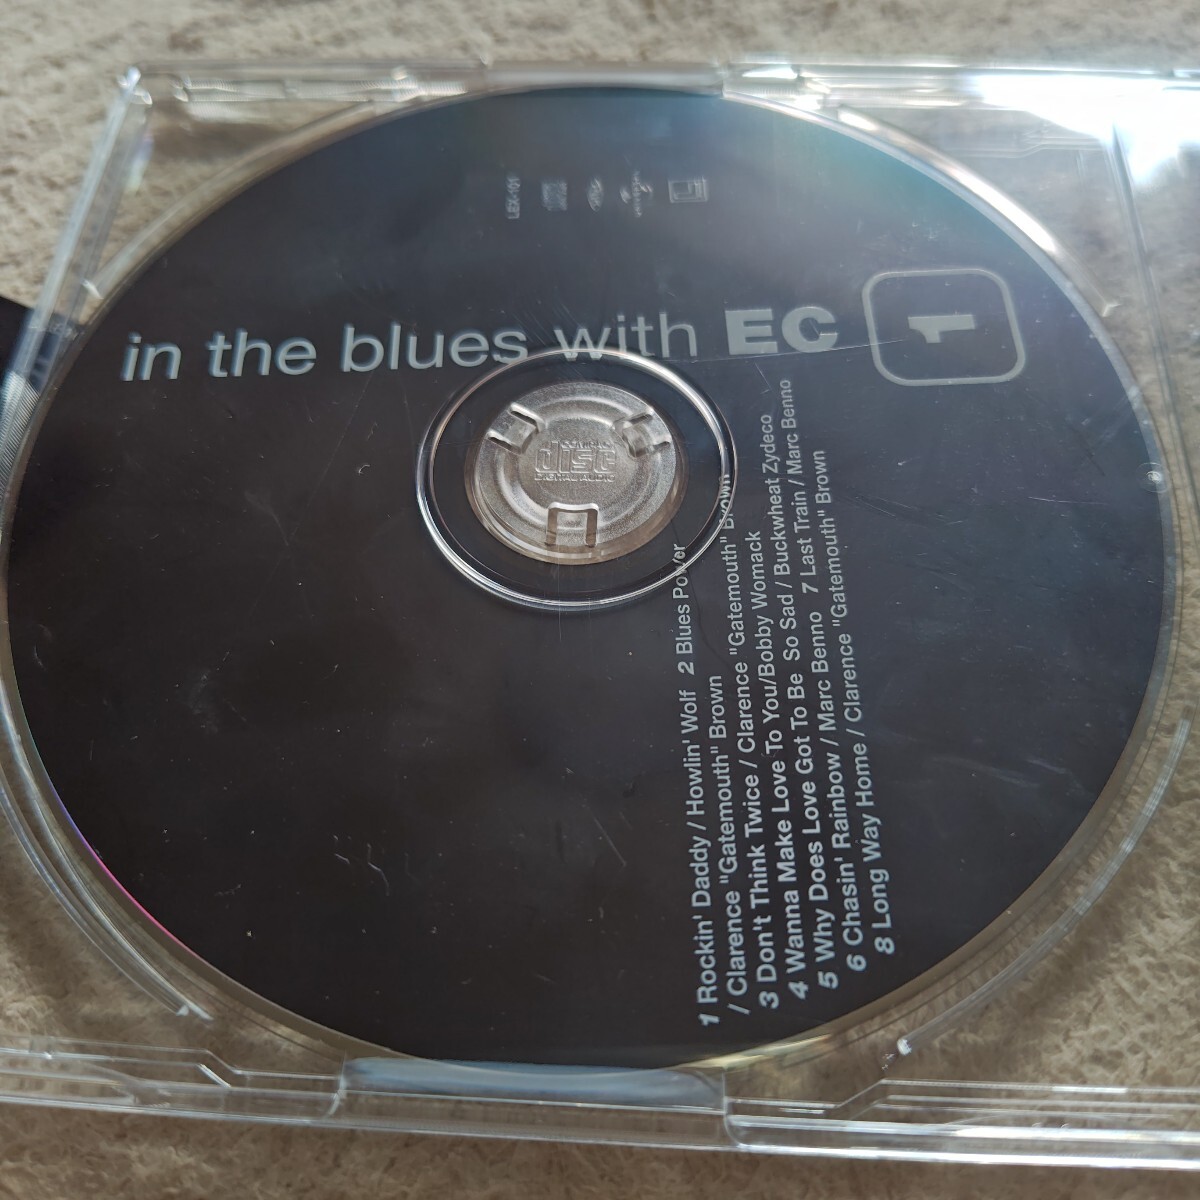 LEX-101
in the blues with EC 1
COMPACT
disc
DIGITAL AUDIO
1 Rockin' Daddy / Howlin' Wolf 2 Blues Power
/ Clarence "Gatemouth" Brown
3 Don't Think Twice / Clarence "Gatemouth" Brown
4 Wanna Make Love To You/Bobby Womack
5 Why Does Love Got To Be So Sad / Buckwheat Zydeco
6 Chasin' Rainbow / Marc Benno 7 Last Train / Marc Benno
8 Long Way Home / Clarence "Gatemouth" Brown